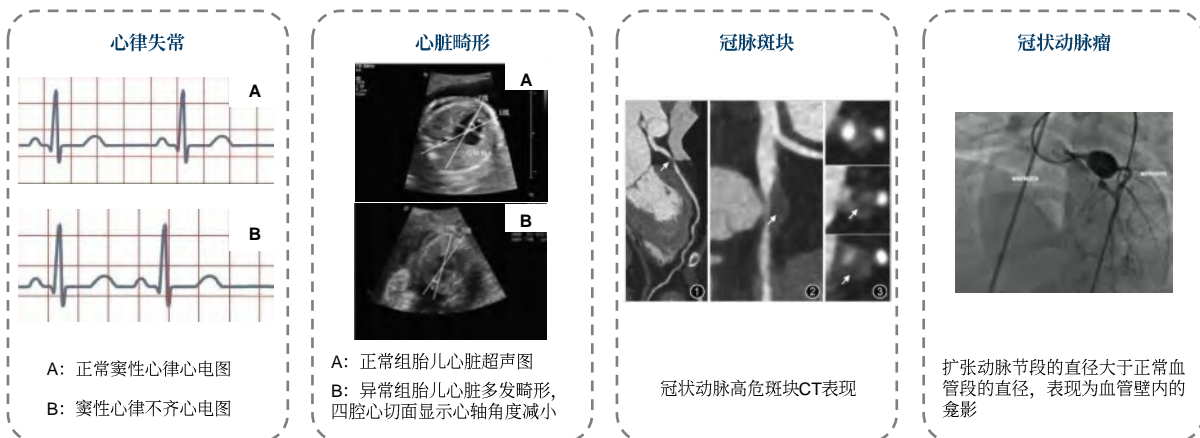 心律失常
A
B
A：正常窦性心律心电图
B：窦性心律不齐心电图
心脏畸形
A
B
A：正常组胎儿心脏超声图
B：异常组胎儿心脏多发畸形，
四腔心切面显示心轴角度减小
冠脉斑块
① ② ③
冠状动脉高危斑块CT表现
冠状动脉瘤
扩张动脉节段的直径大于正常血
管段的直径，表现为血管壁内的
龛影